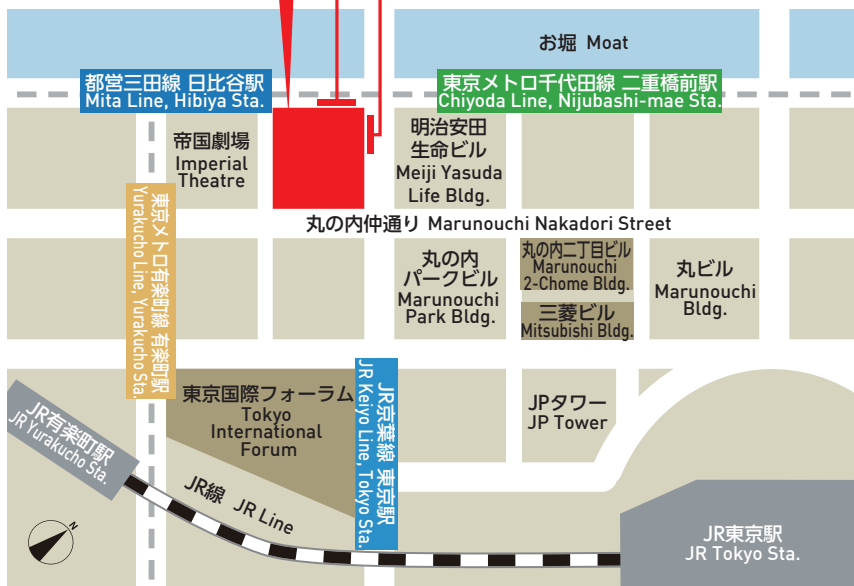 お堀 Moat
都営三田線 日比谷駅
Mita Line, Hibiya Sta.
東京メトロ千代田線 二重橋前駅
Chiyoda Line, Nijubashi-mae Sta.
帝国劇場
Imperial
Theatre
明治安田
生命ビル
Meiji Yasuda
Life Bldg.
東京メトロ有楽町線 有楽町駅
Yurakucho Line, Yurakucho Sta.
丸の内仲通り Marunouchi Nakadori Street
丸の内
パークビル
Marunouchi
Park Bldg.
丸の内二丁目ビル
Marunouchi
2-Chome Bldg.
三菱ビル
Mitsubishi Bldg.
丸ビル
Marunouchi
Bldg.
東京国際フォーラム
Tokyo
International
Forum
JR京葉線 東京駅
JR Keiyo Line, Tokyo Sta.
JPタワー
JP Tower
JR有楽町駅
JR Yurakucho Sta.
JR線 JR Line
JR東京駅
JR Tokyo Sta.
N